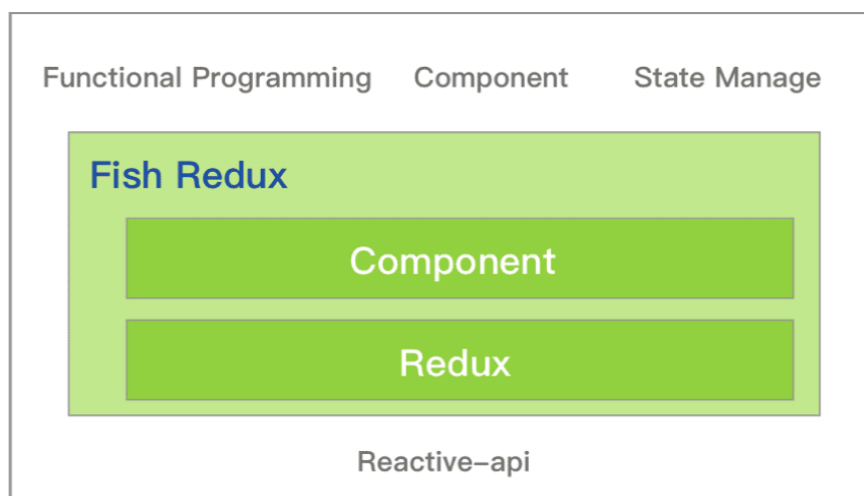 Functional Programming Component State Manage
Fish Redux
Component
Redux
Reactive-api